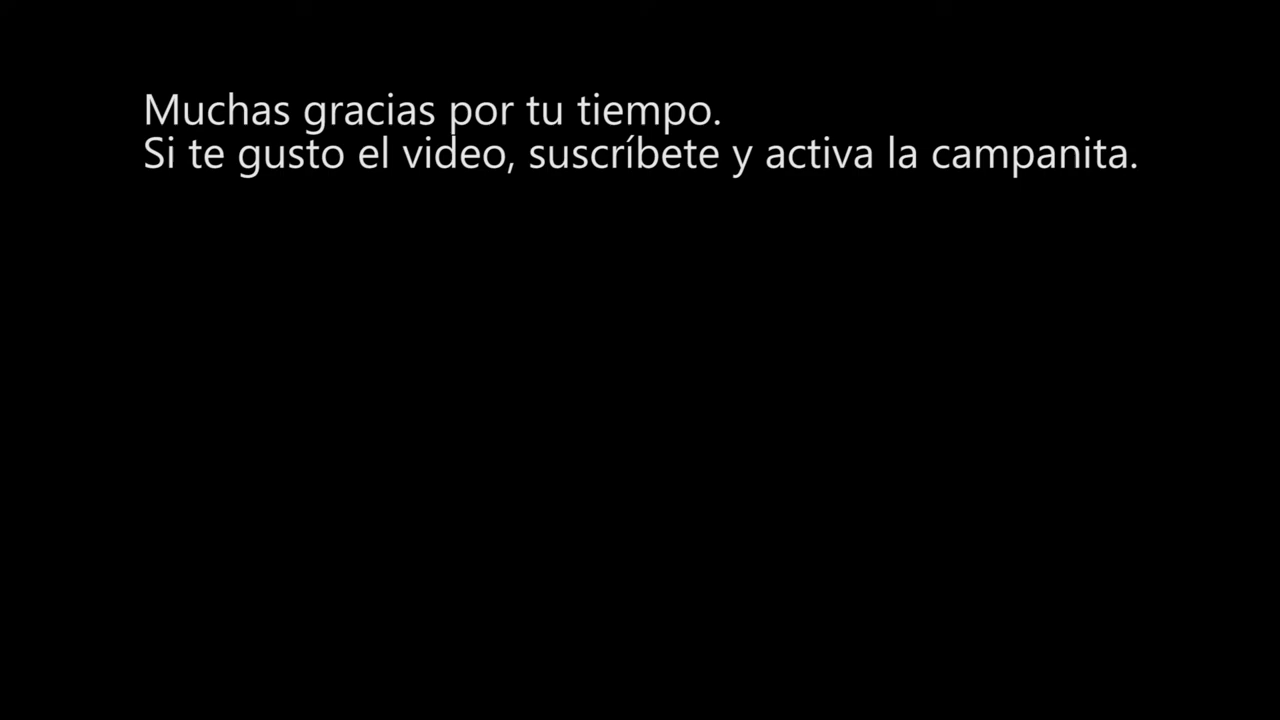 Muchas gracias por tu tiempo.
Si te gusto el video, suscríbete y activa la campanita.